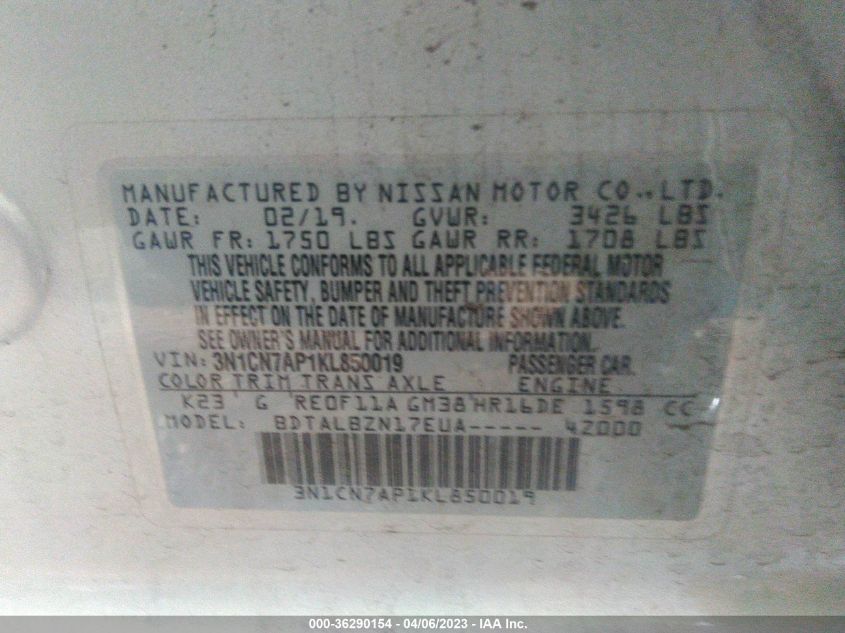 MANUFACTURED BY NISSAN MOTOR CO., LTD.
DATE: 02/19. GVWR: 3426 LBS
GAWR FR: 1750 LBS GAWR RR: 1708 LBS
THIS VEHICLE CONFORMS TO ALL APPLICABLE FEDERAL MOTOR
VEHICLE SAFETY, BUMPER AND THEFT PREVENTION STANDARDS
IN EFFECT ON THE DATE OF MANUFACTURE SHOWN ABOVE.
SEE OWNER'S MANUAL FOR ADDITIONAL INFORMATION.
VIN: 3N1CN7AP1KL850019 PASSENGER CAR.
COLOR TRIM TRANS AXLE ENGINE
K23 G RE0F11A GM38 HR16DE 1598 CC
MODEL: BDTALBZN17EUA----- 42000
3N1CN7AP1KL850019
000-36290154 - 04/06/2023 - IAA Inc.